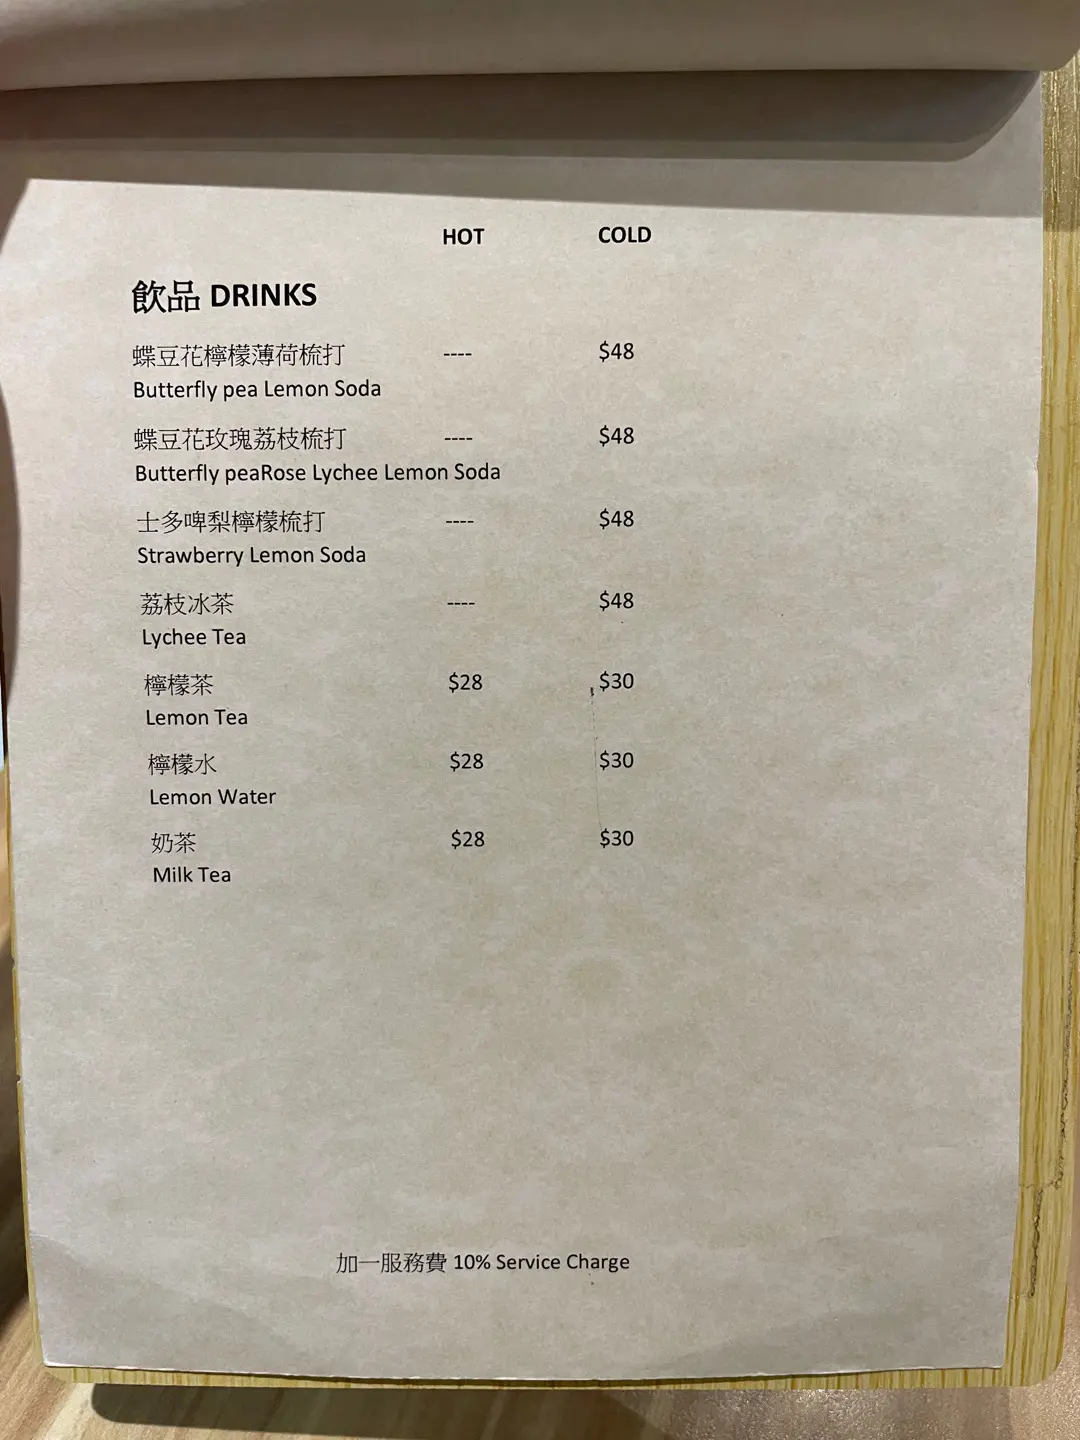 HOT COLD
飲品 DRINKS
蝶豆花檸檬薄荷梳打 ---- $48
Butterfly pea Lemon Soda
蝶豆花玫瑰荔枝梳打 ---- $48
Butterfly peaRose Lychee Lemon Soda
士多啤梨檸檬梳打 ---- $48
Strawberry Lemon Soda
荔枝冰茶 ---- $48
Lychee Tea
檸檬茶 $28 $30
Lemon Tea
檸檬水 $28 $30
Lemon Water
奶茶 $28 $30
Milk Tea
加一服務費 10% Service Charge